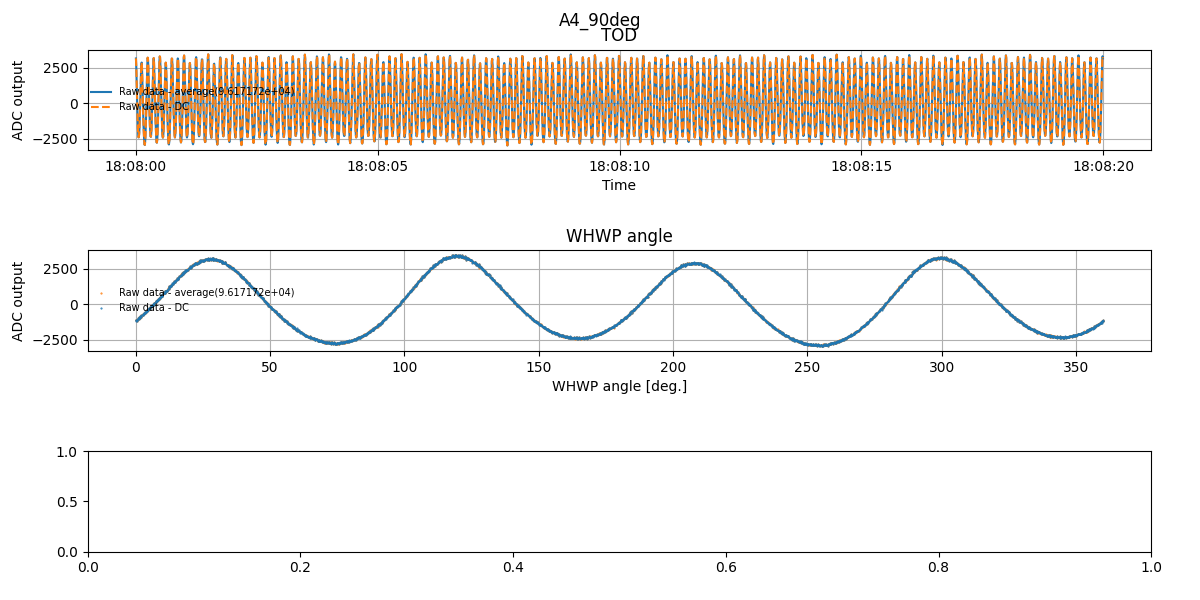 A4_90deg
TOD
ADC output
2500
0
−2500
Raw data - average(9.617172e+04)
Raw data - DC
18:08:00 18:08:05 18:08:10 18:08:15 18:08:20
Time
WHWP angle
ADC output
2500
0
−2500
Raw data - average(9.617172e+04)
Raw data - DC
0 50 100 150 200 250 300 350
WHWP angle [deg.]
1.0
0.5
0.0
0.0 0.2 0.4 0.6 0.8 1.0